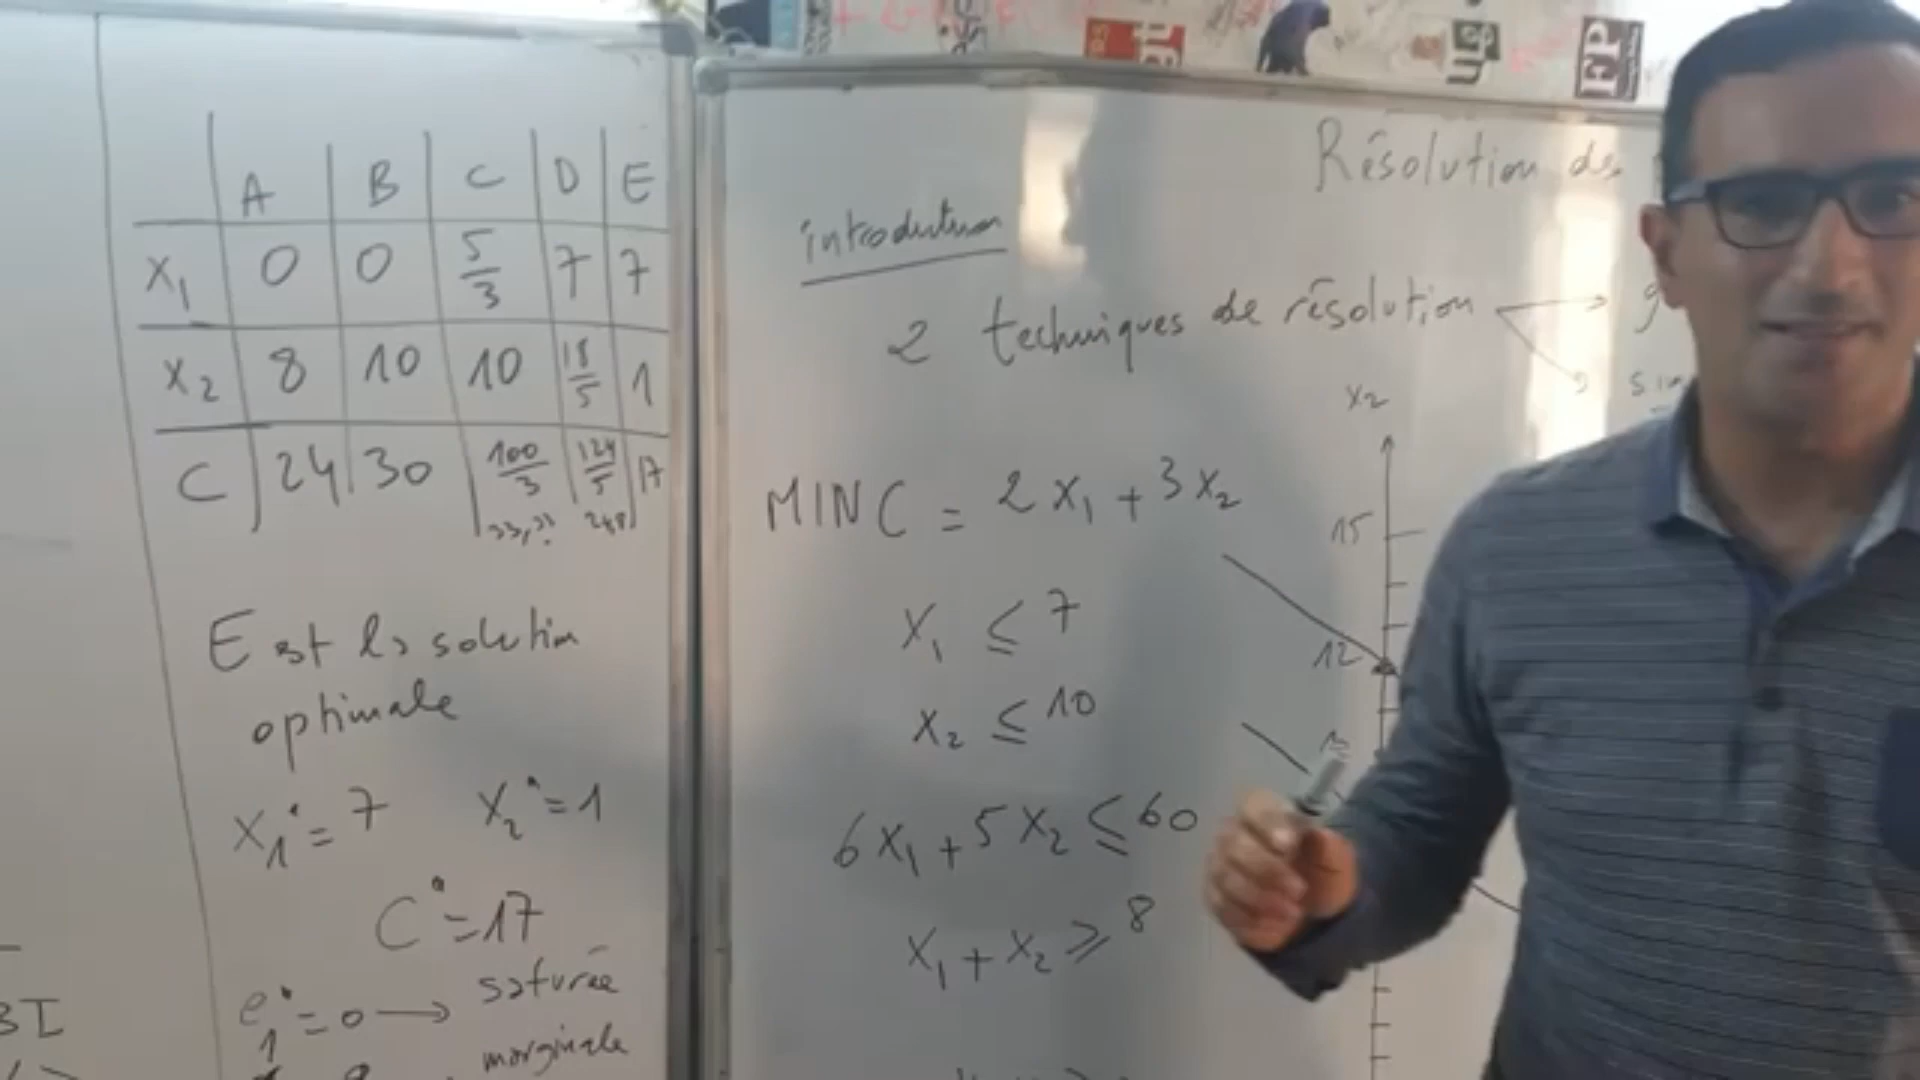 A B C D E
x₁ 0 0 5/3 7 7
x₂ 8 10 10 18/5 1
C 24 30 100/3 124/5 17
33,33 24,8
E est la solution
optimale
x₁* = 7 x₂* = 1
C* = 17
e₁* = 0 → saturée
marginale
BI
Résolution des
introduction
2 techniques de résolution
x₂
15
12
MIN C = 2x₁ + 3x₂
x₁ ≤ 7
x₂ ≤ 10
6x₁ + 5x₂ ≤ 60
x₁ + x₂ ≥ 8
EP